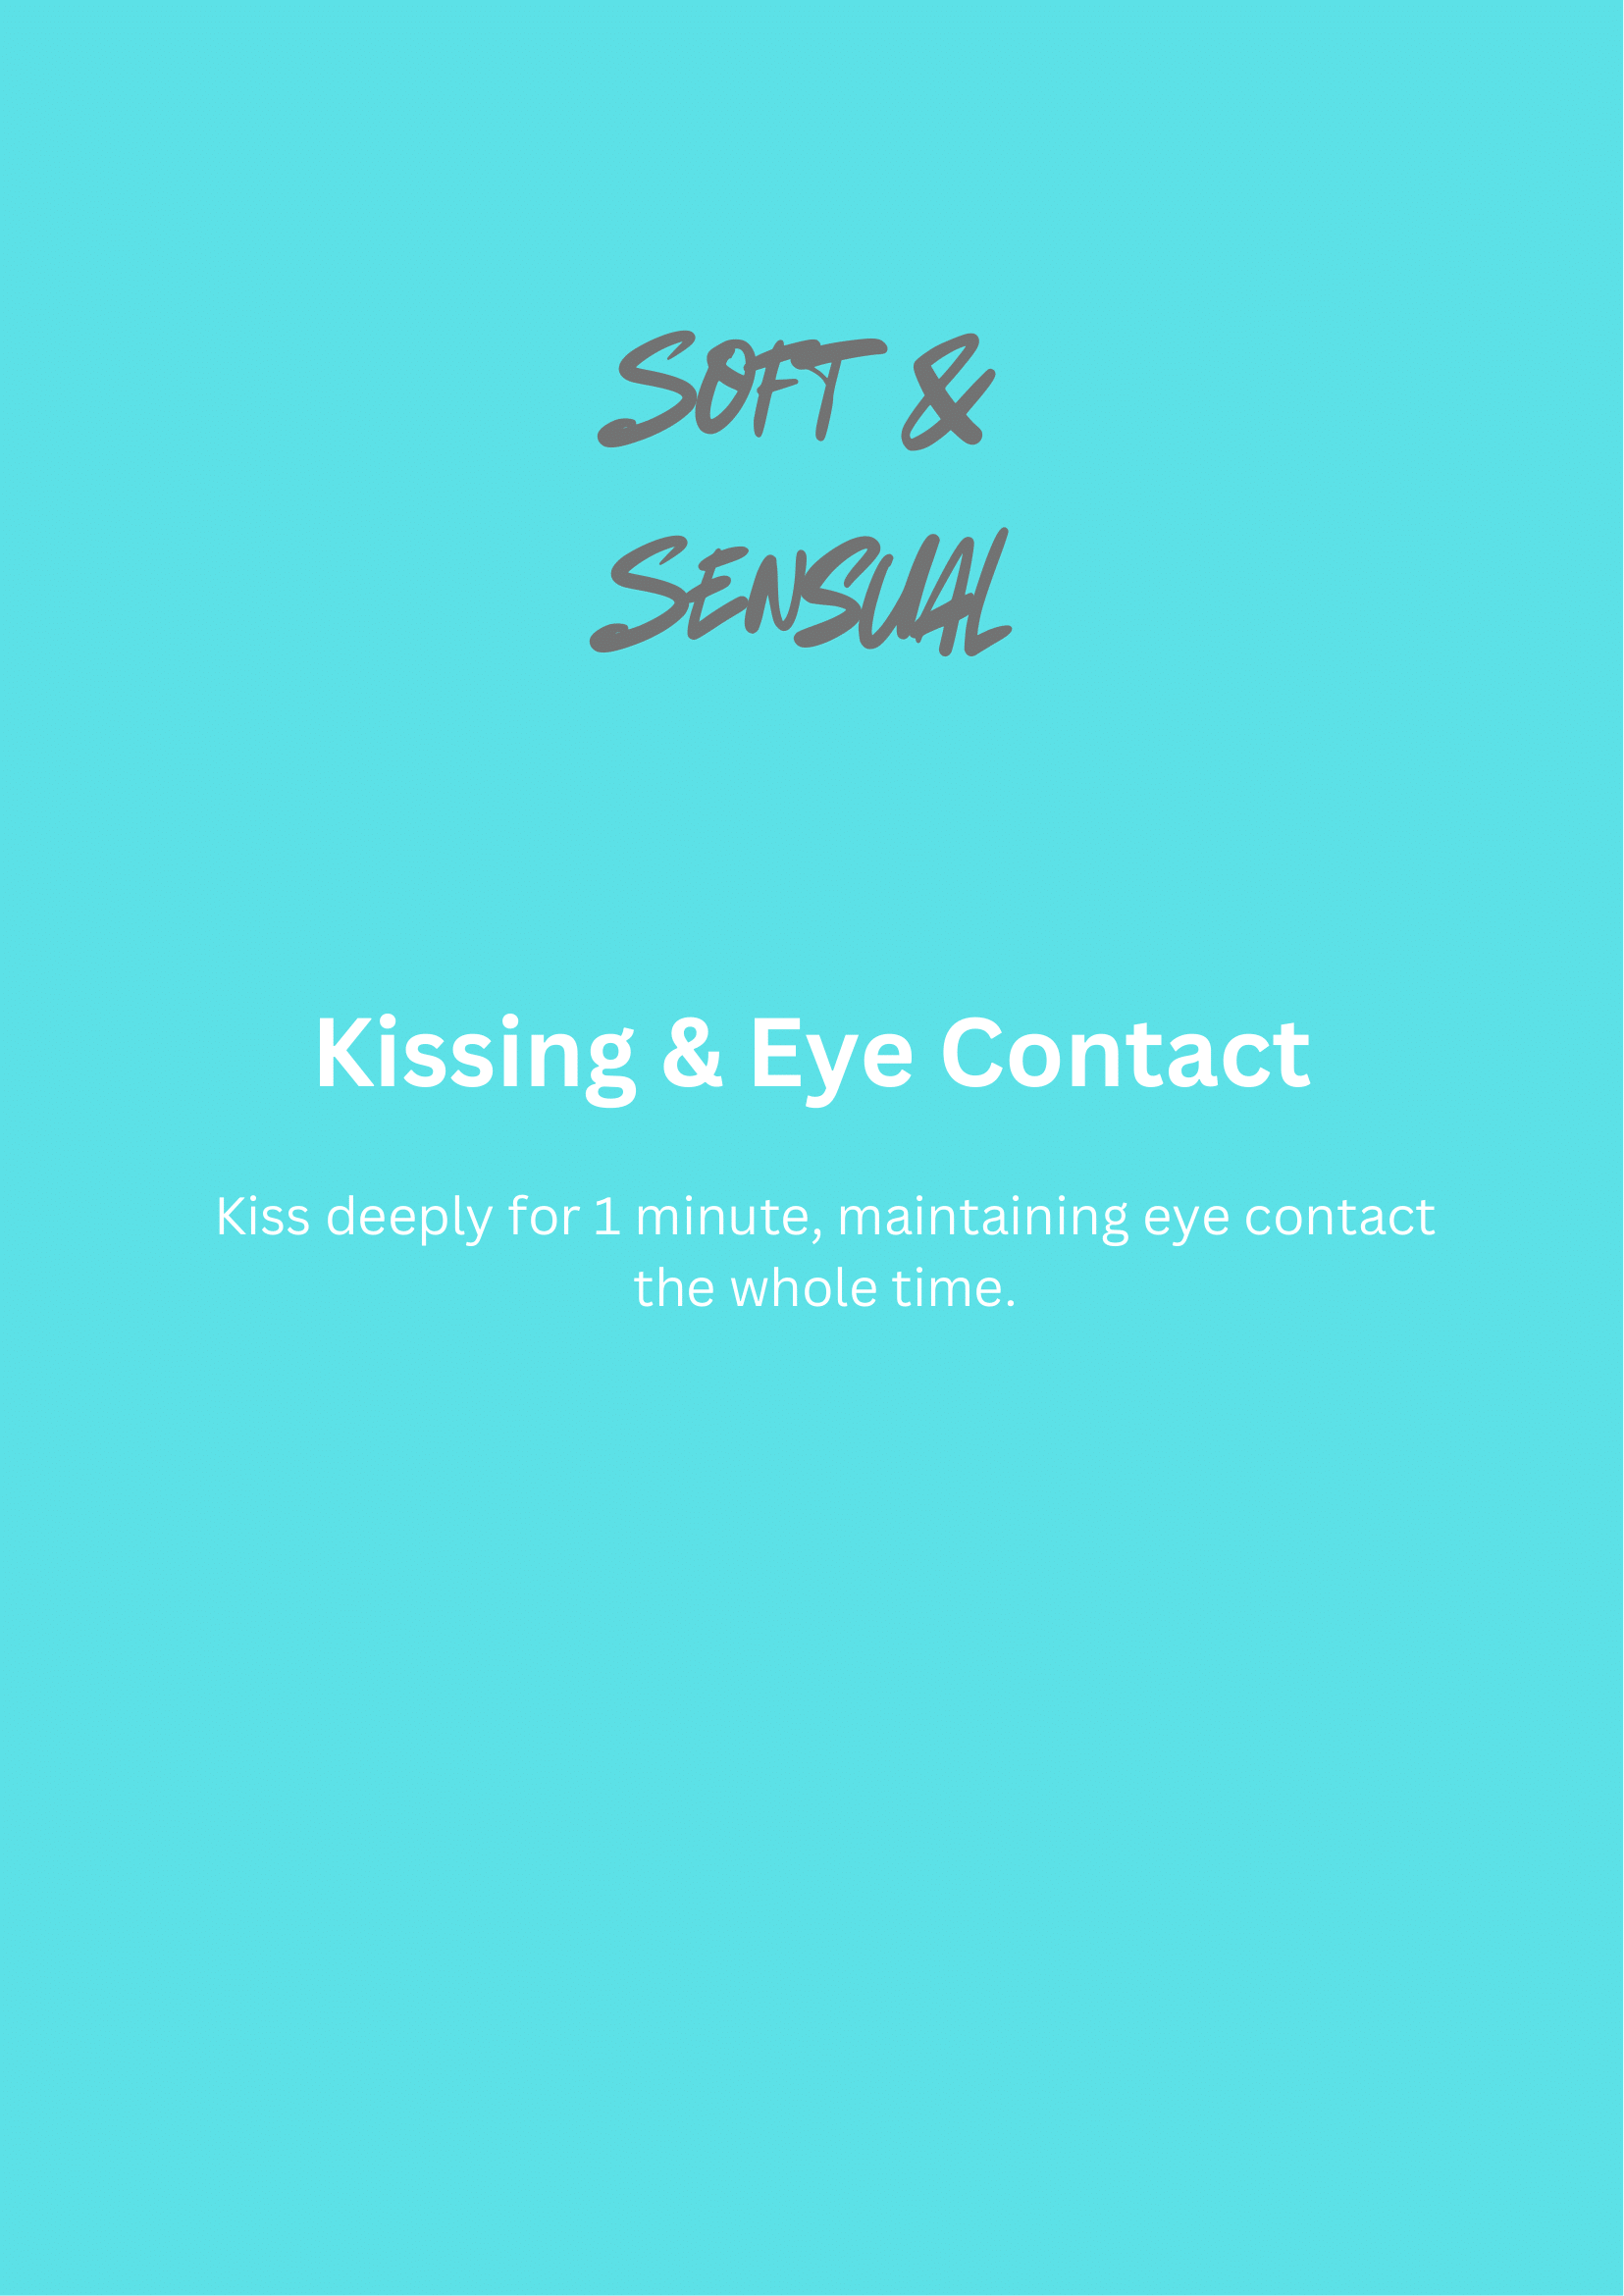 SOFT &
SENSUAL
Kissing & Eye Contact
Kiss deeply for 1 minute, maintaining eye contact
the whole time.